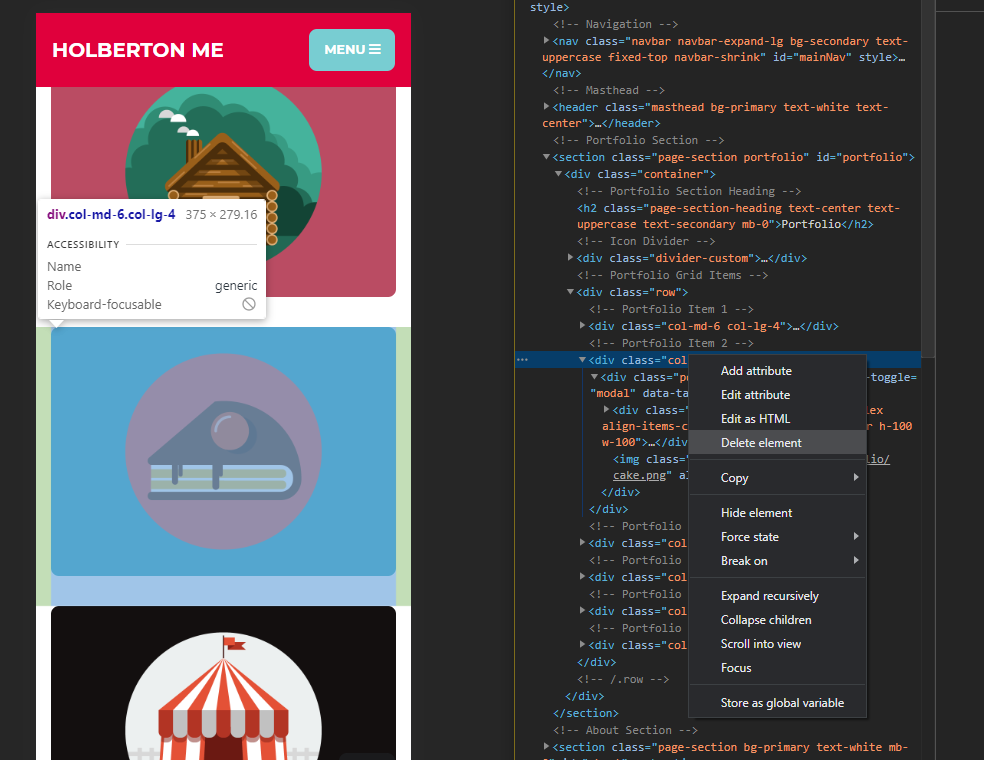 HOLBERTON ME
MENU
div.col-md-6.col-lg-4 375 × 279.16
ACCESSIBILITY
Name
Role generic
Keyboard-focusable
style>
<!-- Navigation -->
<nav class="navbar navbar-expand-lg bg-secondary text-
uppercase fixed-top navbar-shrink" id="mainNav" style>…
</nav>
<!-- Masthead -->
<header class="masthead bg-primary text-white text-
center">…</header>
<!-- Portfolio Section -->
<section class="page-section portfolio" id="portfolio">
<div class="container">
<!-- Portfolio Section Heading -->
<h2 class="page-section-heading text-center text-
uppercase text-secondary mb-0">Portfolio</h2>
<!-- Icon Divider -->
<div class="divider-custom">…</div>
<!-- Portfolio Grid Items -->
<div class="row">
<!-- Portfolio Item 1 -->
<div class="col-md-6 col-lg-4">…</div>
<!-- Portfolio Item 2 -->
<div class="col
<div class="po -toggle=
"modal" data-ta
<div class=" lex
align-items-c r h-100
w-100">…</div
<img class= lio/
cake.png" al
</div>
</div>
<!-- Portfolio
<div class="col
<!-- Portfolio
<div class="col
<!-- Portfolio
<div class="col
<!-- Portfolio
<div class="col
</div>
<!-- /.row -->
</div>
</section>
<!-- About Section -->
<section class="page-section bg-primary text-white mb-
Add attribute
Edit attribute
Edit as HTML
Delete element
Copy
Hide element
Force state
Break on
Expand recursively
Collapse children
Scroll into view
Focus
Store as global variable